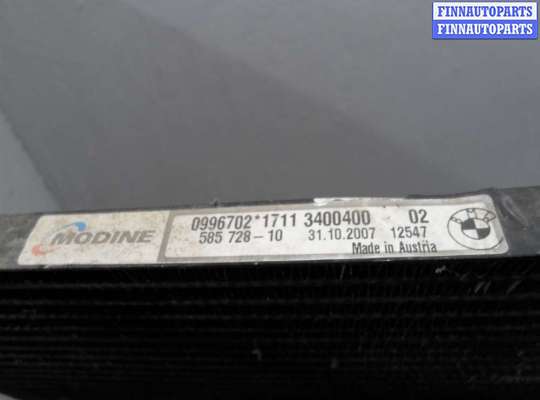 FINNAUTOPARTS
FINNAUTOPARTS
MODINE 0996702*1711 3400400 02
585 728-10 31.10.2007 12547
Made in Austria